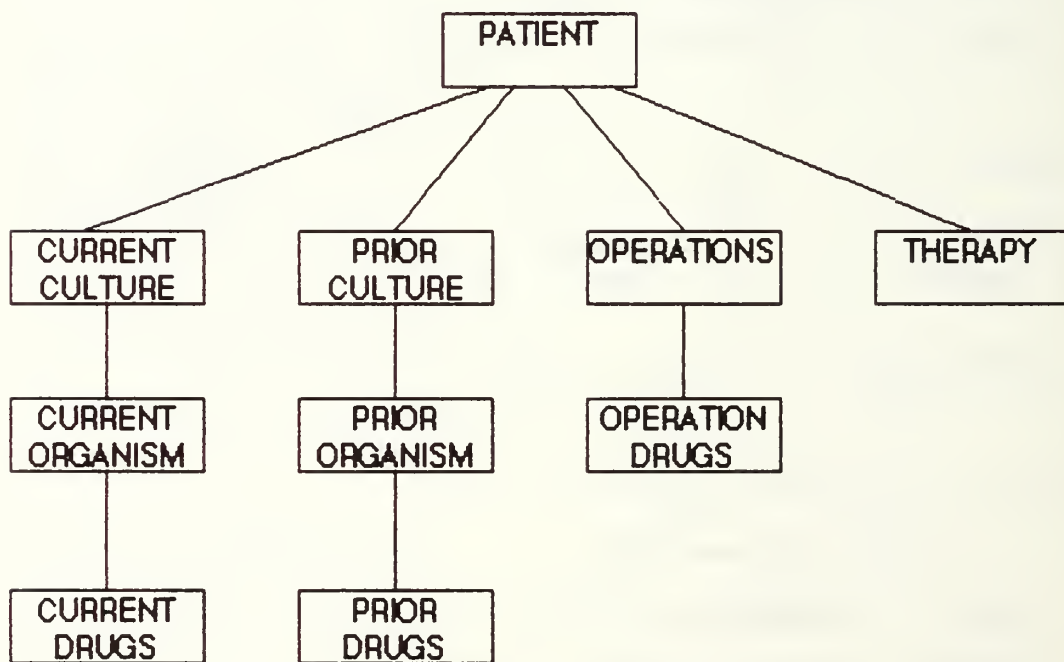 PATIENT
CURRENT
CULTURE
PRIOR
CULTURE
OPERATIONS
THERAPY
CURRENT
ORGANISM
PRIOR
ORGANISM
OPERATION
DRUGS
CURRENT
DRUGS
PRIOR
DRUGS